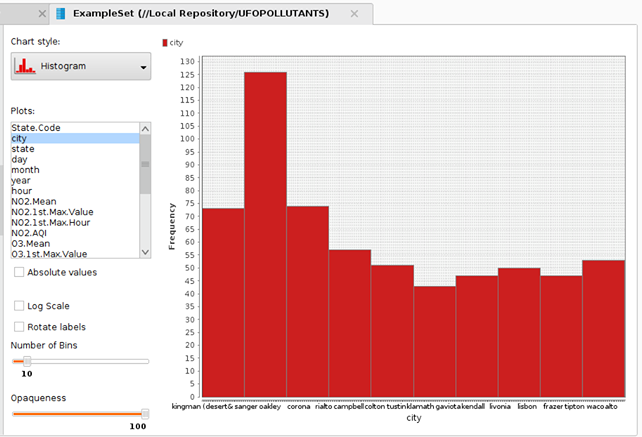 ExampleSet (//Local Repository/UFOPOLLUTANTS)
Chart style:
Histogram
Plots:
State.Code
city
state
day
month
year
hour
NO2.Mean
NO2.1st.Max.Value
NO2.1st.Max.Hour
NO2.AQI
O3.Mean
O3.1st.Max.Value
Absolute values
Log Scale
Rotate labels
Number of Bins
10
Opaqueness
100
city
130
125
120
115
110
105
100
95
90
85
80
75
70
65
60
55
50
45
40
35
30
25
20
15
10
5
0
Frequency
kingman (desert& sanger oakley corona rialto campbell colton tustin klamath gaviota kendall livonia lisbon frazer tipton waco alto
city